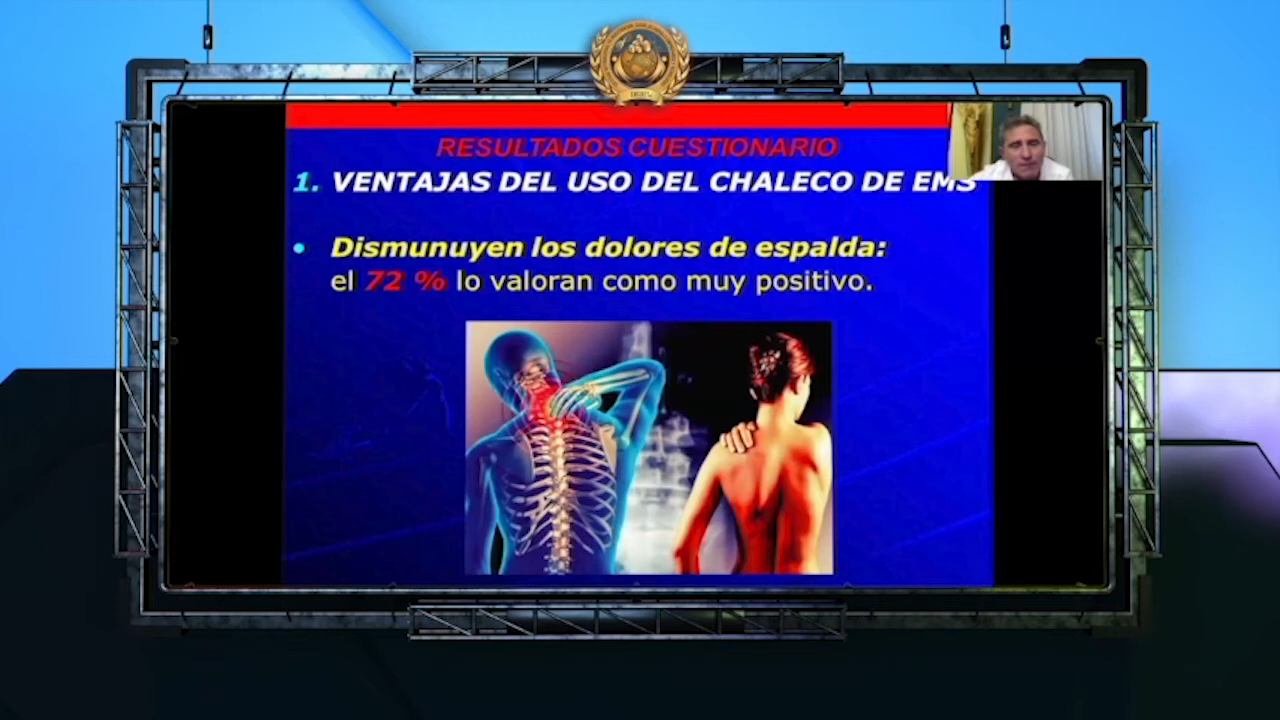 RESULTADOS CUESTIONARIO
1. VENTAJAS DEL USO DEL CHALECO DE EMS
• Dismunuyen los dolores de espalda:
el 72 % lo valoran como muy positivo.